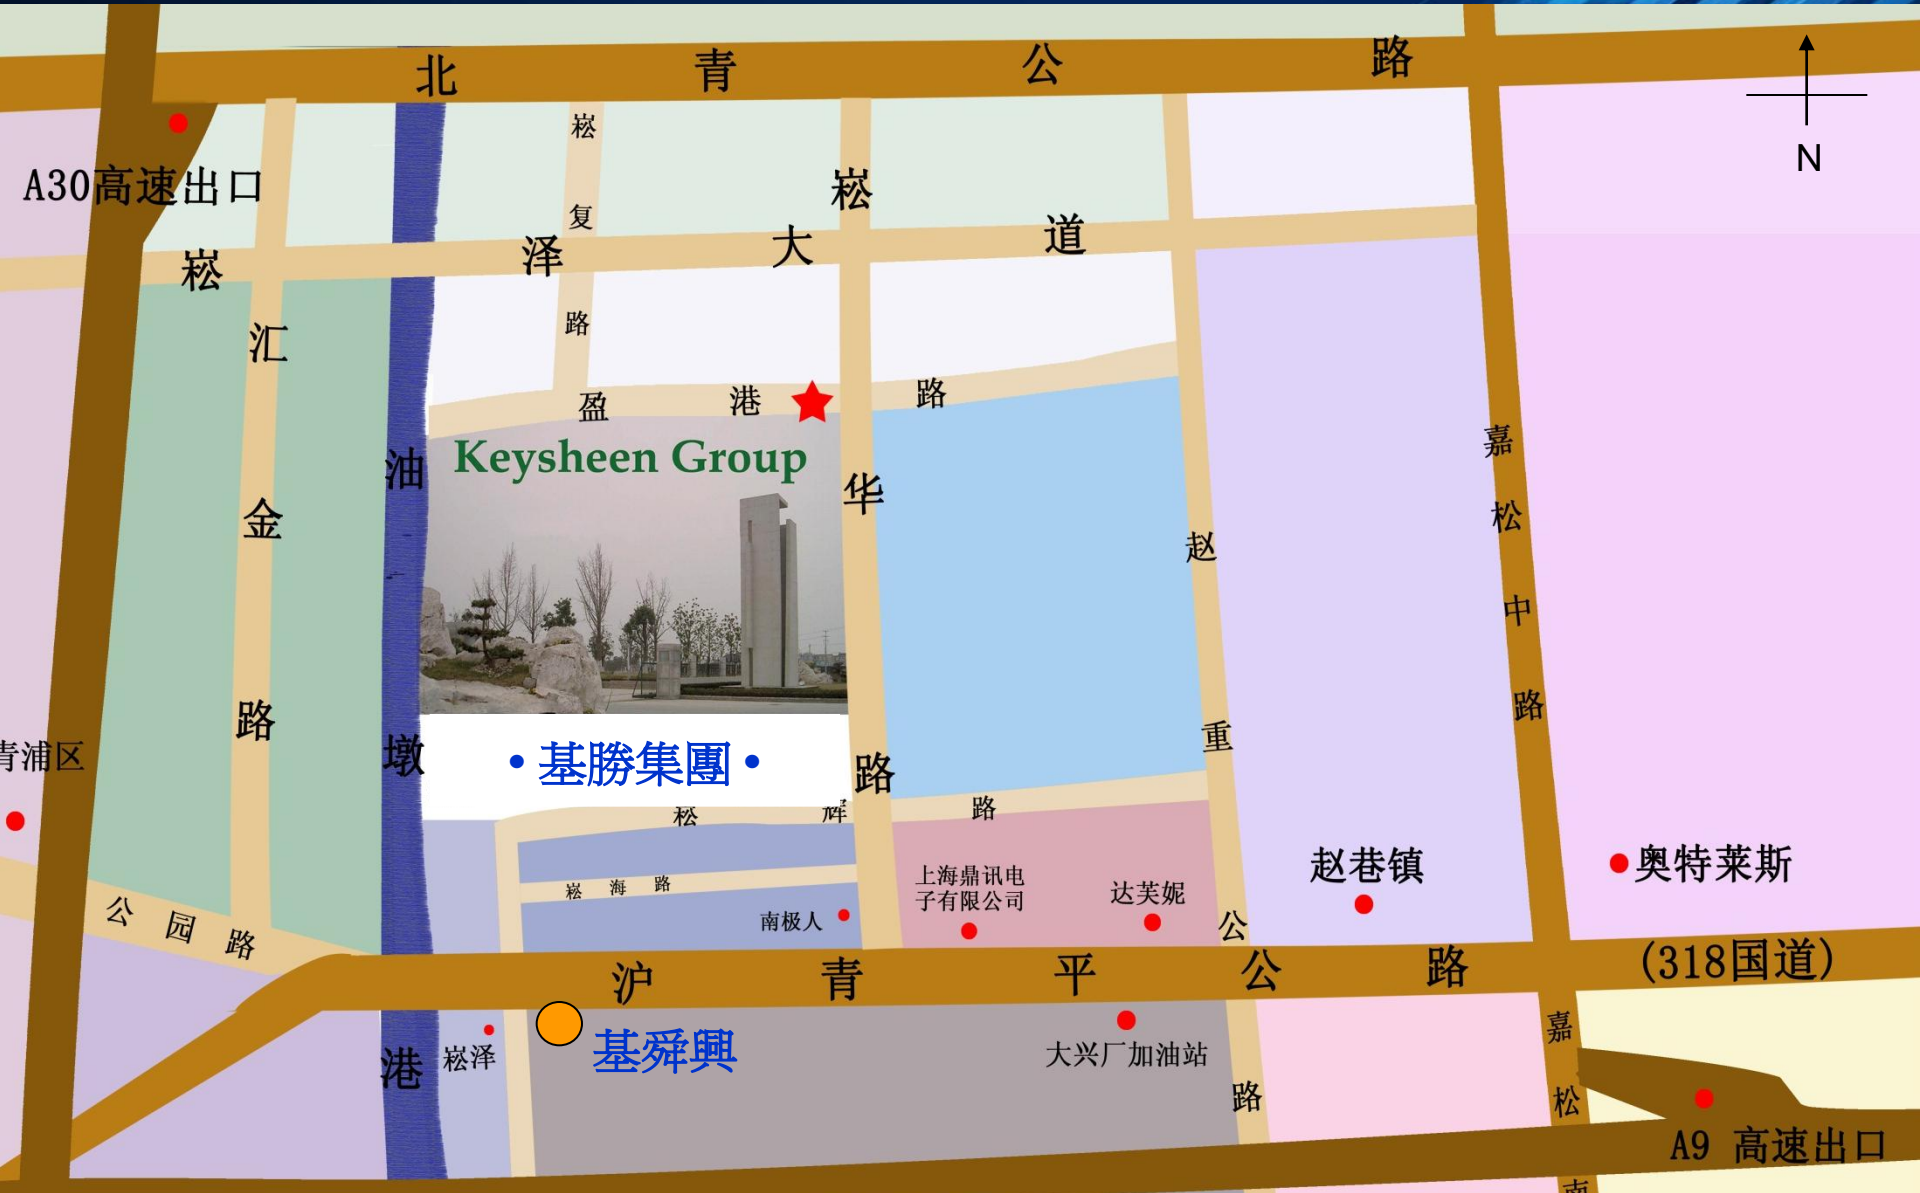 北青公路
N
A30高速出口
崧复路
崧泽大道
崧华路
汇金路
盈港路
Keysheen Group
油墩港
赵重公路
嘉松中路
青浦区
•基勝集團•
崧辉路
崧海路
上海鼎讯电
子有限公司
达芙妮
南极人
赵巷镇
奥特莱斯
公园路
沪青平公路
(318国道)
基舜興
崧泽
大兴厂加油站
嘉松南
A9 高速出口